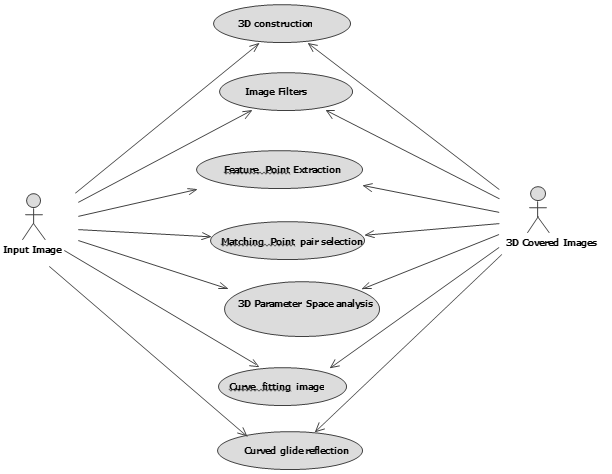 3D construction
Image Filters
Feature Point Extraction
Input Image
3D Covered Images
Matching Point pair selection
3D Parameter Space analysis
Curve fitting image
Curved glide reflection